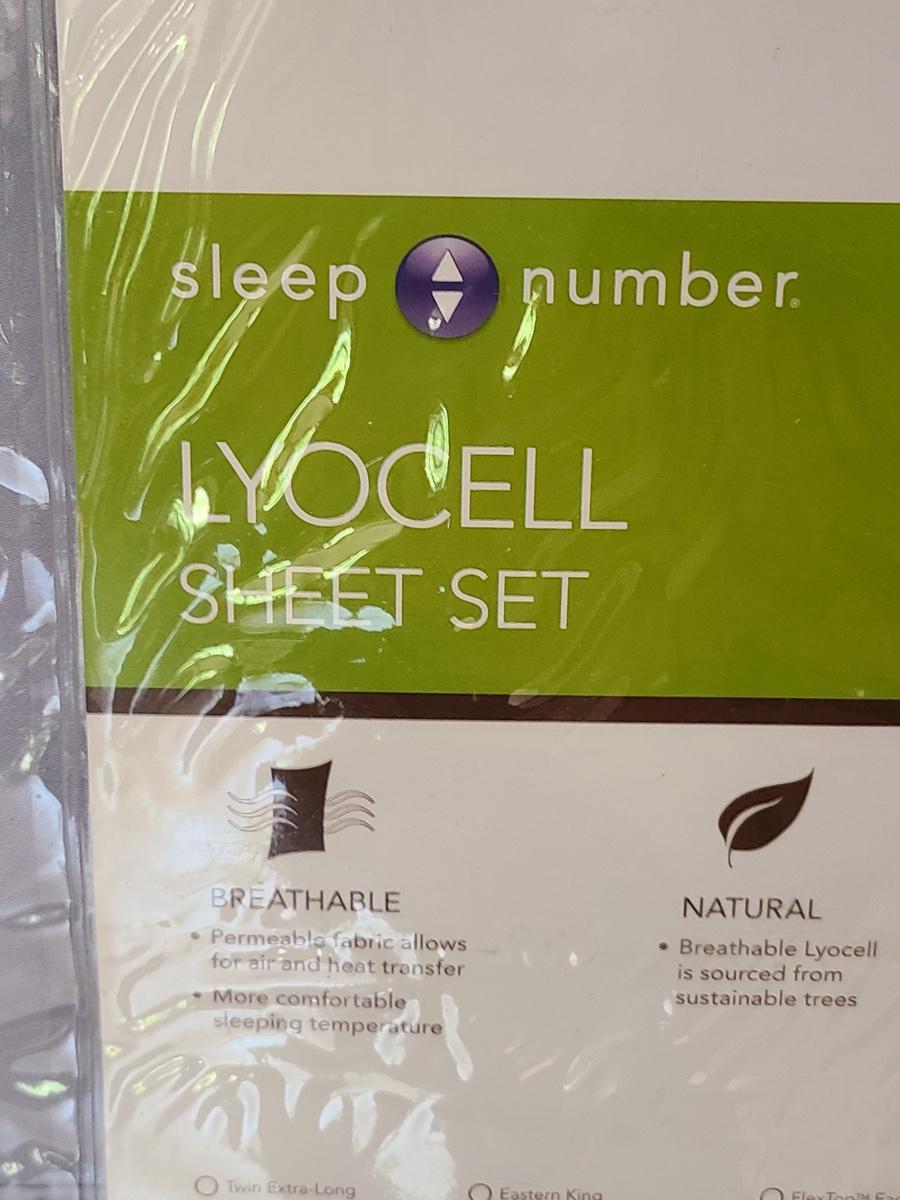 sleep number®
LYOCELL
SHEET SET
BREATHABLE
• Permeable fabric allows
for air and heat transfer
• More comfortable
sleeping temperature
NATURAL
• Breathable Lyocell
is sourced from
sustainable trees
Twin Extra-Long
Eastern King
FlexTop™